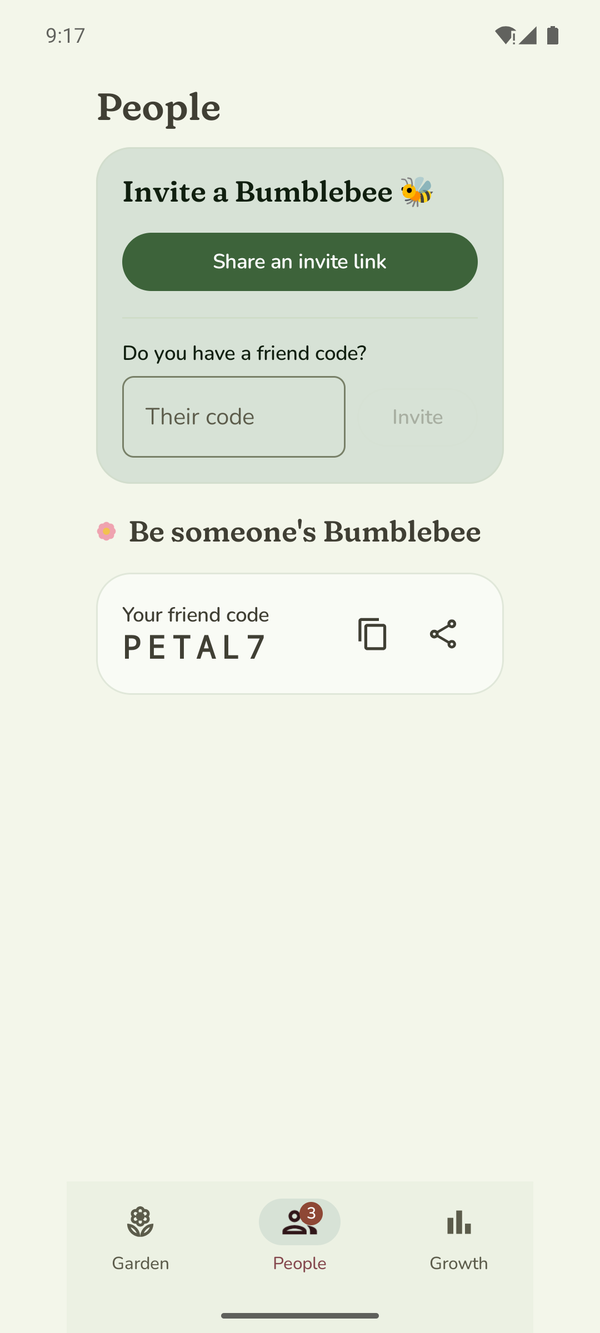 9:17
People
Invite a Bumblebee 🐝
Share an invite link
Do you have a friend code?
Their code
Invite
Be someone's Bumblebee
Your friend code
PETAL7
3
Garden
People
Growth